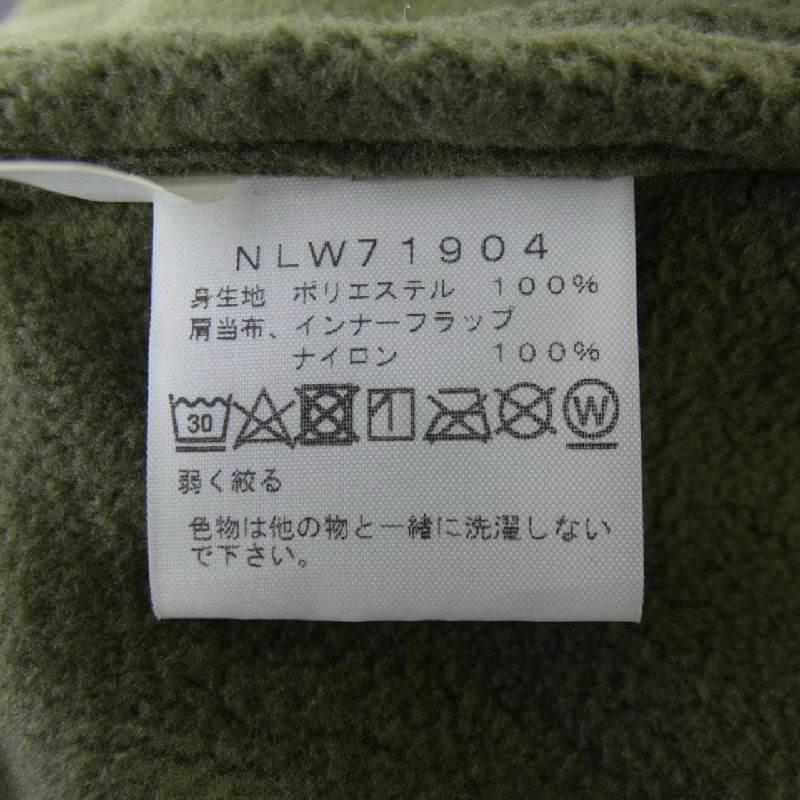 NLW71904
身生地 ポリエステル 100%
肩当布、インナーフラップ
ナイロン 100%
30 W
弱く絞る
色物は他の物と一緒に洗濯しない
で下さい。